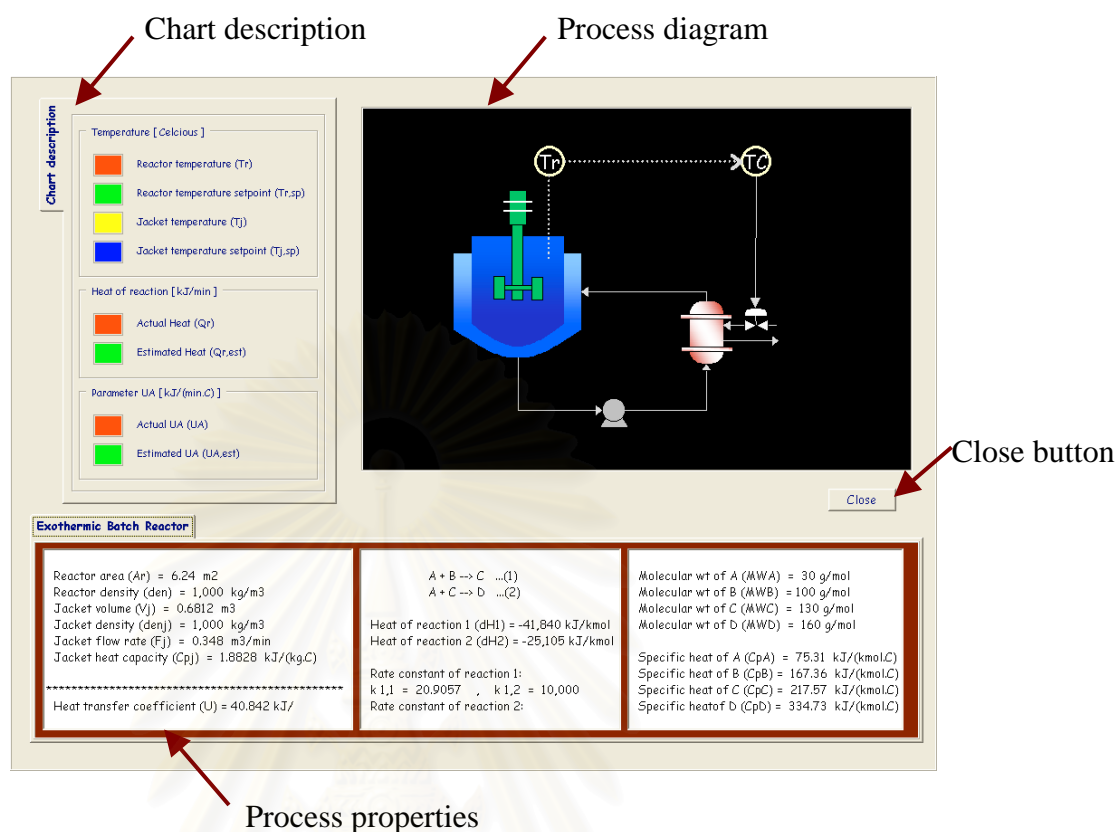 Chart description
Process diagram
Chart description
Temperature [ Celcious ]
Reactor temperature (Tr)
Reactor temperature setpoint (Tr,sp)
Jacket temperature (Tj)
Jacket temperature setpoint (Tj,sp)
Heat of reaction [ kJ/min ]
Actual Heat (Qr)
Estimated Heat (Qr,est)
Parameter UA [ kJ/(min.C) ]
Actual UA (UA)
Estimated UA (UA,est)
Tr
TC
Close button
Close
Exothermic Batch Reactor
Reactor area (Ar) = 6.24 m2
Reactor density (den) = 1,000 kg/m3
Jacket volume (Vj) = 0.6812 m3
Jacket density (denj) = 1,000 kg/m3
Jacket flow rate (Fj) = 0.348 m3/min
Jacket heat capacity (Cpj) = 1.8828 kJ/(kg.C)
***********************************************
Heat transfer coefficient (U) = 40.842 kJ/
A + B --> C ...(1)
A + C --> D ...(2)
Heat of reaction 1 (dH1) = -41,840 kJ/kmol
Heat of reaction 2 (dH2) = -25,105 kJ/kmol
Rate constant of reaction 1:
k 1,1 = 20.9057 , k 1,2 = 10,000
Rate constant of reaction 2:
Molecular wt of A (MWA) = 30 g/mol
Molecular wt of B (MWB) = 100 g/mol
Molecular wt of C (MWC) = 130 g/mol
Molecular wt of D (MWD) = 160 g/mol
Specific heat of A (CpA) = 75.31 kJ/(kmol.C)
Specific heat of B (CpB) = 167.36 kJ/(kmol.C)
Specific heat of C (CpC) = 217.57 kJ/(kmol.C)
Specific heatof D (CpD) = 334.73 kJ/(kmol.C)
Process properties